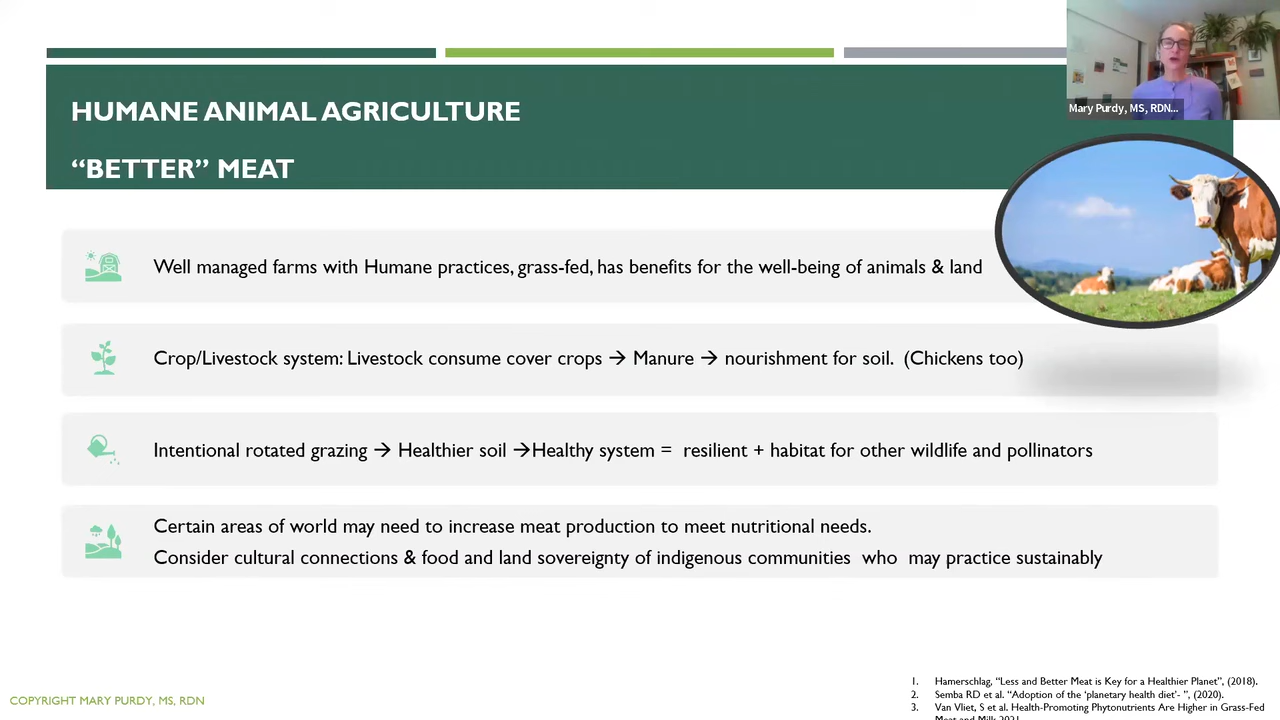 Mary Purdy, MS, RDN...
HUMANE ANIMAL AGRICULTURE
“BETTER” MEAT
Well managed farms with Humane practices, grass-fed, has benefits for the well-being of animals & land
Crop/Livestock system: Livestock consume cover crops → Manure → nourishment for soil. (Chickens too)
Intentional rotated grazing → Healthier soil →Healthy system = resilient + habitat for other wildlife and pollinators
Certain areas of world may need to increase meat production to meet nutritional needs.
Consider cultural connections & food and land sovereignty of indigenous communities who may practice sustainably
1. Hamerschlag, “Less and Better Meat is Key for a Healthier Planet”, (2018).
2. Semba RD et al. “Adoption of the ‘planetary health diet’- ”, (2020).
3. Van Vliet, S et al. Health-Promoting Phytonutrients Are Higher in Grass-Fed
Meat and Milk 2021
COPYRIGHT MARY PURDY, MS, RDN